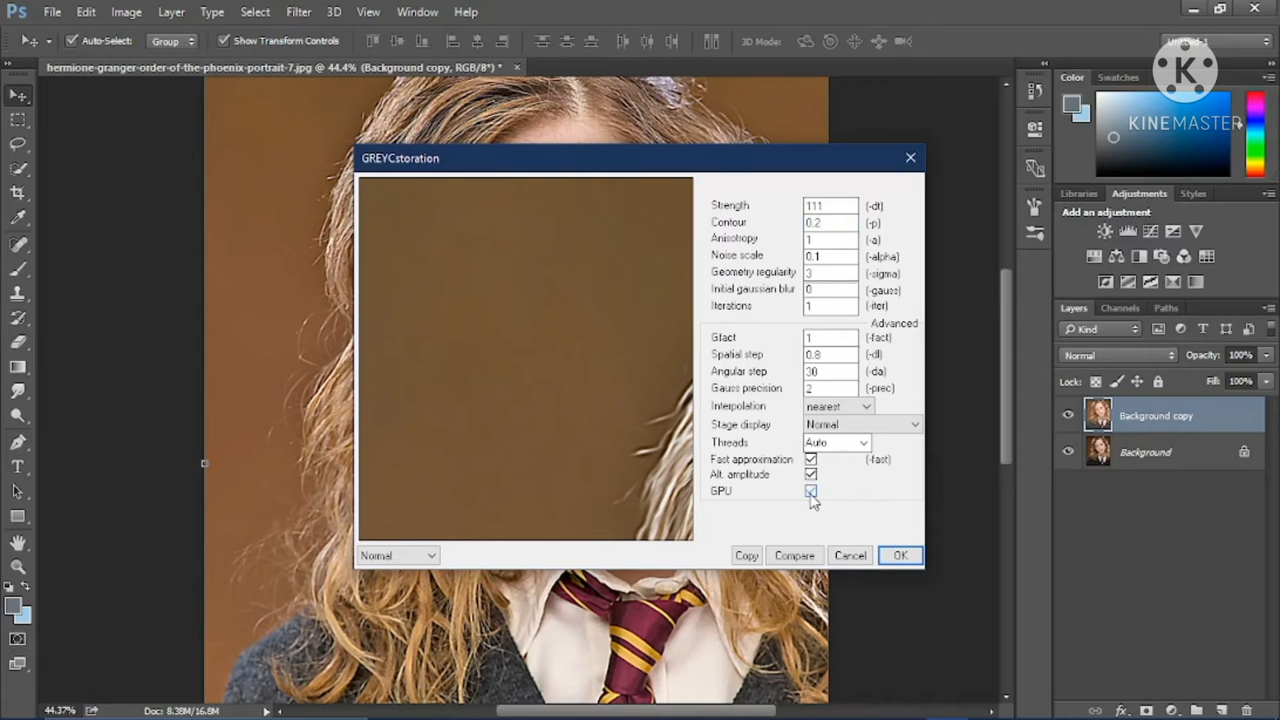 Ps File Edit Image Layer Type Select Filter 3D View Window Help
Auto-Select: Group Show Transform Controls 3D Mode:
hermione-granger-order-of-the-phoenix-portrait-7.jpg @ 44.4% (Background copy, RGB/8*) *
Color Swatches
K
KINEMASTER
GREYCstoration
Strength 111 (-dt)
Contour 0.2 (-p)
Anisotropy 1 (-a)
Noise scale 0.1 (-alpha)
Geometry regularity 3 (-sigma)
Initial gaussian blur 0 (-gauss)
Iterations 1 (-iter)
Advanced
Gfact 1 (-fact)
Spatial step 0.8 (-dl)
Angular step 30 (-da)
Gauss precision 2 (-prec)
Interpolation nearest
Stage display Normal
Threads Auto
Fast approximation (-fast)
Alt. amplitude
GPU
Normal Copy Compare Cancel OK
Libraries Adjustments Styles
Add an adjustment
Layers Channels Paths
Kind
Normal Opacity: 100%
Lock: Fill: 100%
Background copy
Background
44.37% Doc: 8.38M/16.8M